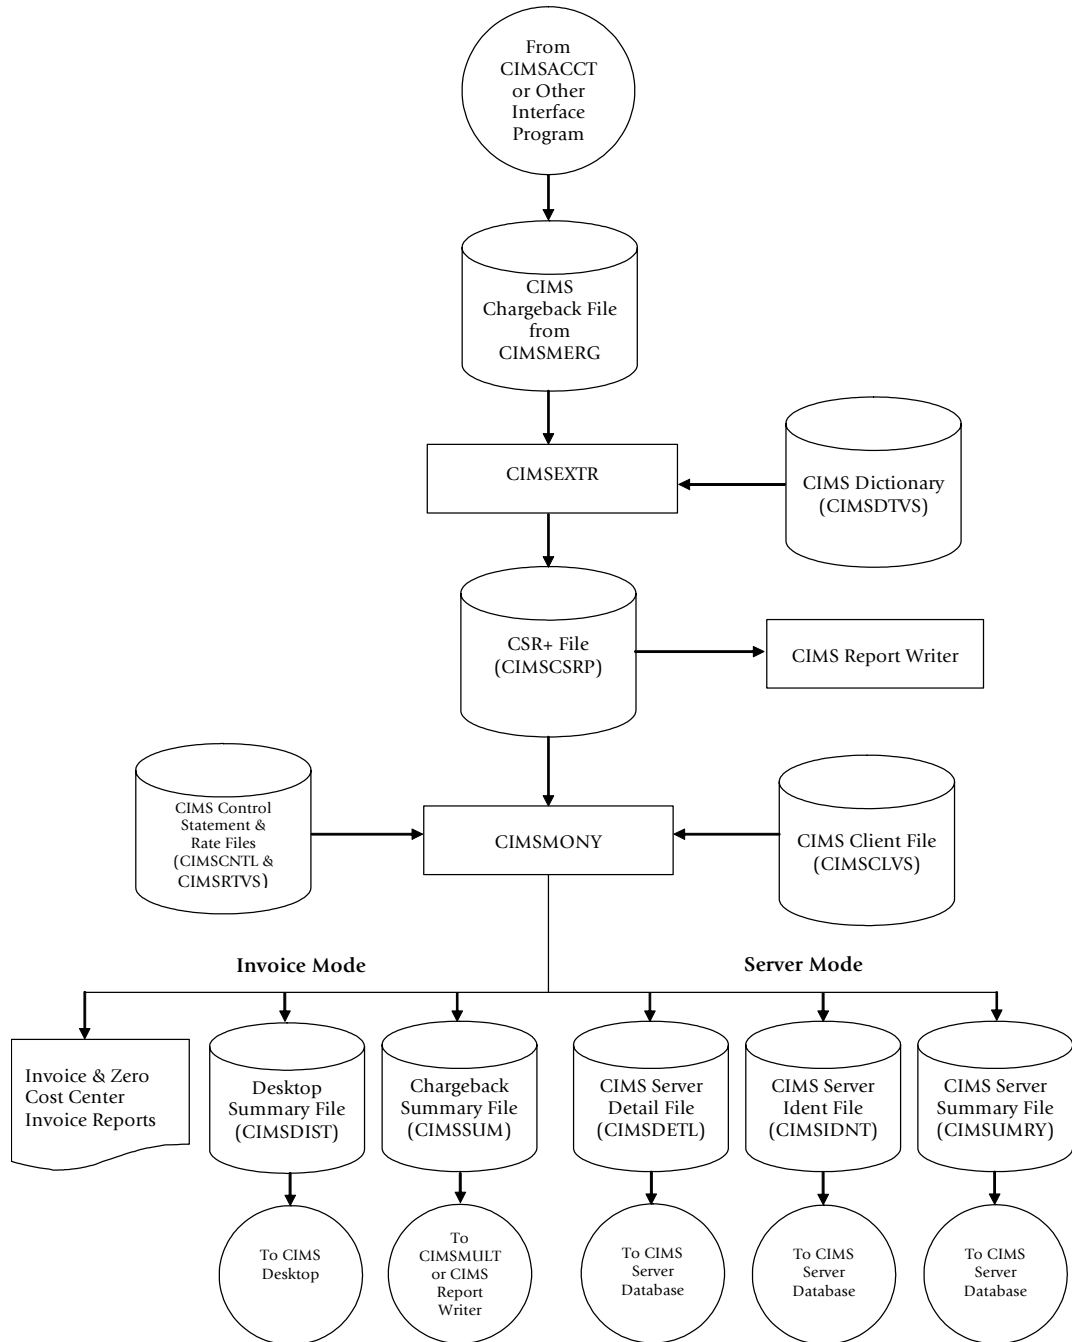 From
CIMSACCT
or Other
Interface
Program
CIMS
Chargeback File
from
CIMSMERG
CIMSEXTR
CIMS Dictionary
(CIMSDTVS)
CSR+ File
(CIMSCSRP)
CIMS Report Writer
CIMS Control
Statement &
Rate Files
(CIMSCNTL &
CIMSRTVS)
CIMSMONY
CIMS Client File
(CIMSCLVS)
Invoice Mode
Server Mode
Invoice & Zero
Cost Center
Invoice Reports
Desktop
Summary File
(CIMSDIST)
Chargeback
Summary File
(CIMSSUM)
CIMS Server
Detail File
(CIMSDETL)
CIMS Server
Ident File
(CIMSIDNT)
CIMS Server
Summary File
(CIMSUMRY)
To CIMS
Desktop
To
CIMSMULT
or CIMS
Report
Writer
To CIMS
Server
Database
To CIMS
Server
Database
To CIMS
Server
Database